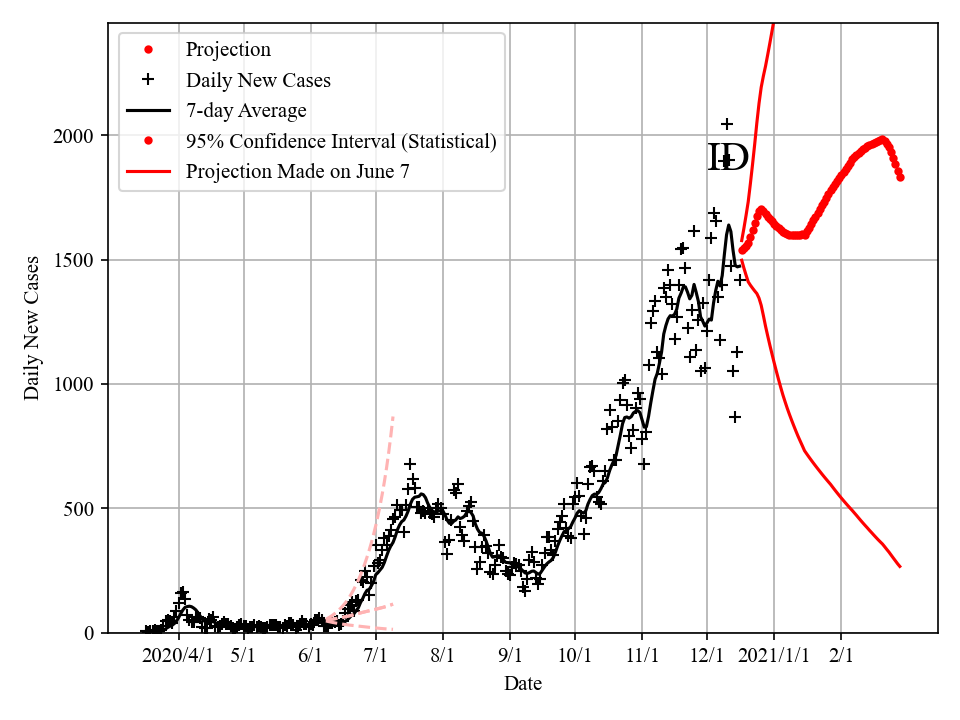 Projection
Daily New Cases
7-day Average
95% Confidence Interval (Statistical)
Projection Made on June 7
ID
Daily New Cases
2000
1500
1000
500
0
2020/4/1 5/1 6/1 7/1 8/1 9/1 10/1 11/1 12/1 2021/1/1 2/1
Date